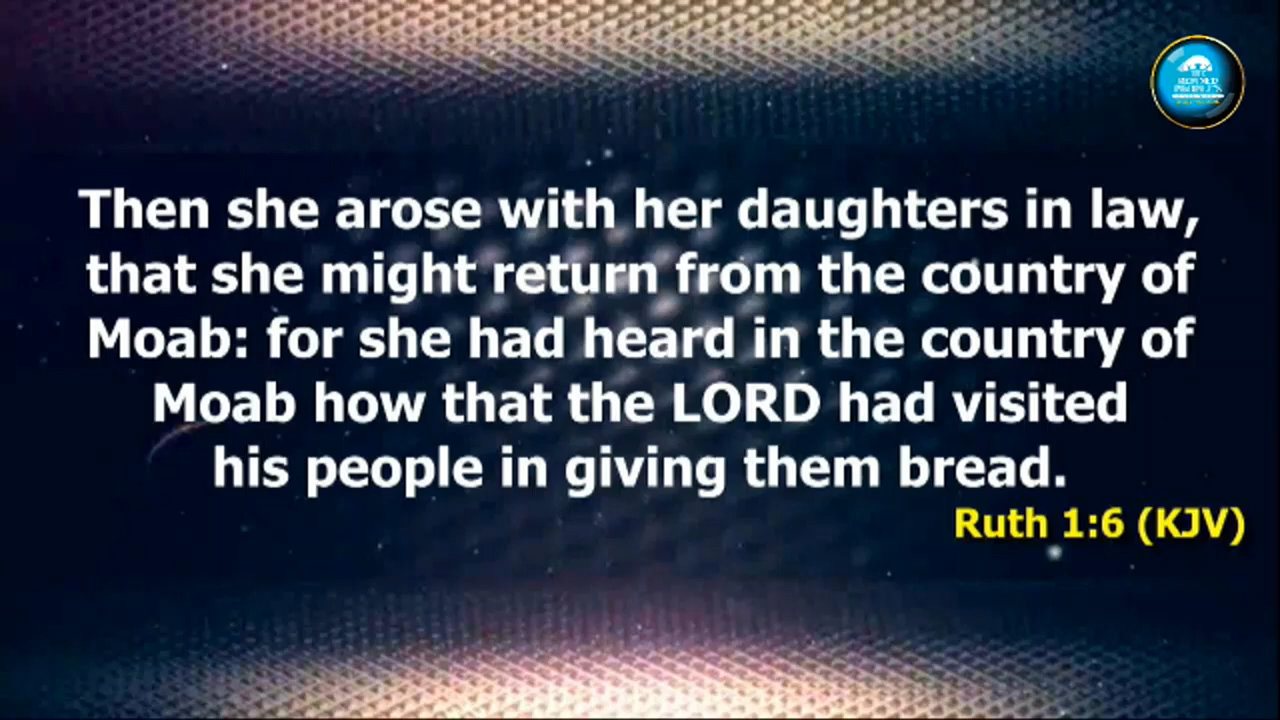 Then she arose with her daughters in law,
that she might return from the country of
Moab: for she had heard in the country of
Moab how that the LORD had visited
his people in giving them bread.
Ruth 1:6 (KJV)